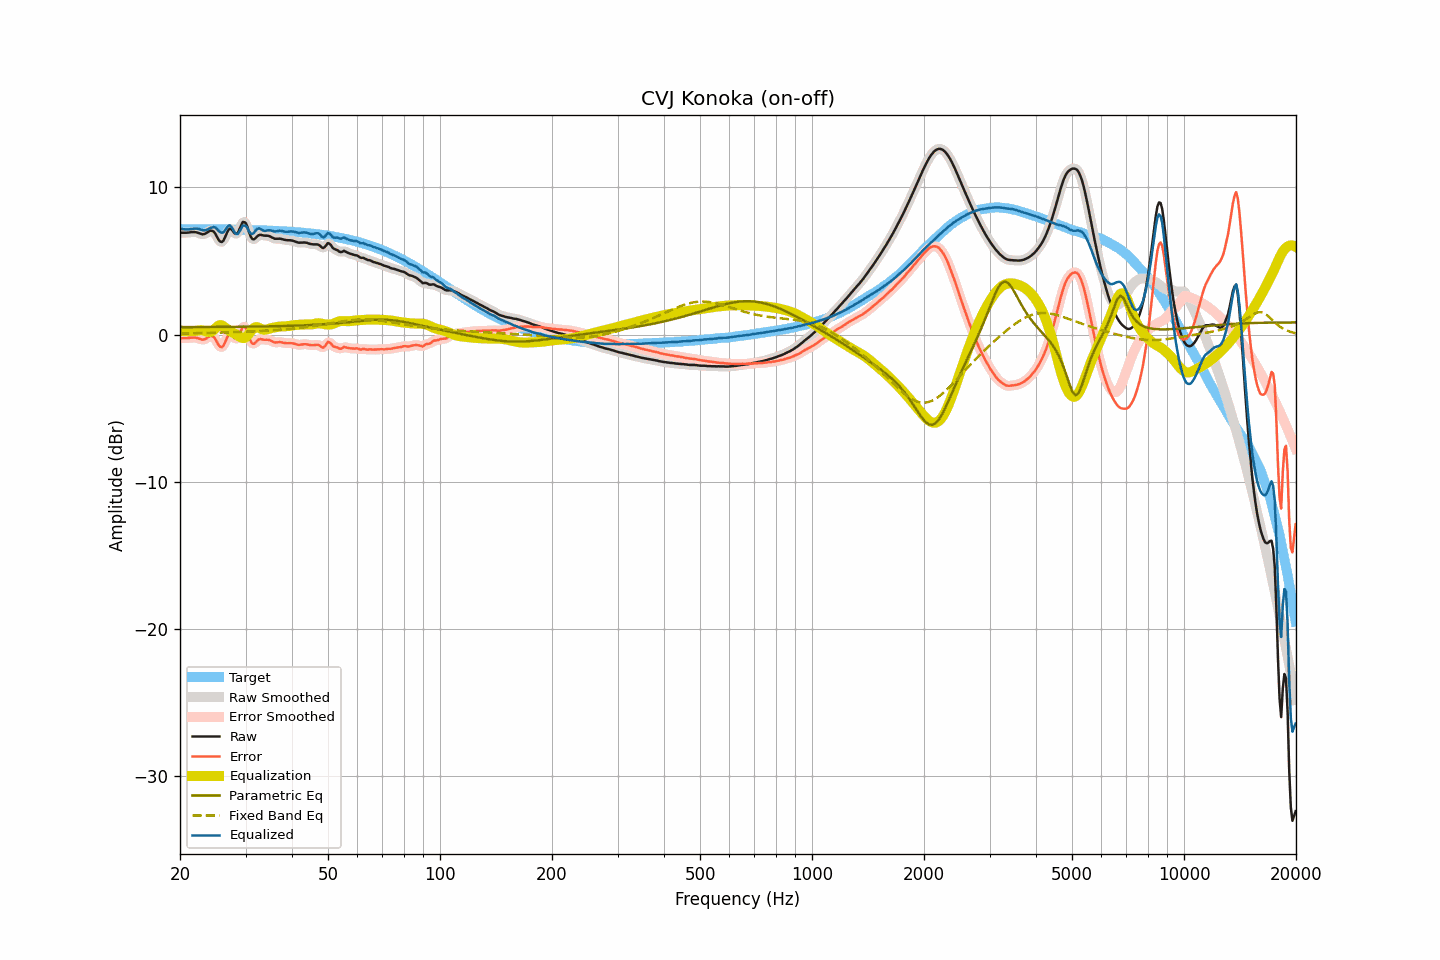 CVJ Konoka (on-off)
10
0
−10
−20
−30
Amplitude (dBr)
Target
Raw Smoothed
Error Smoothed
Raw
Error
Equalization
Parametric Eq
Fixed Band Eq
Equalized
20 50 100 200 500 1000 2000 5000 10000 20000
Frequency (Hz)